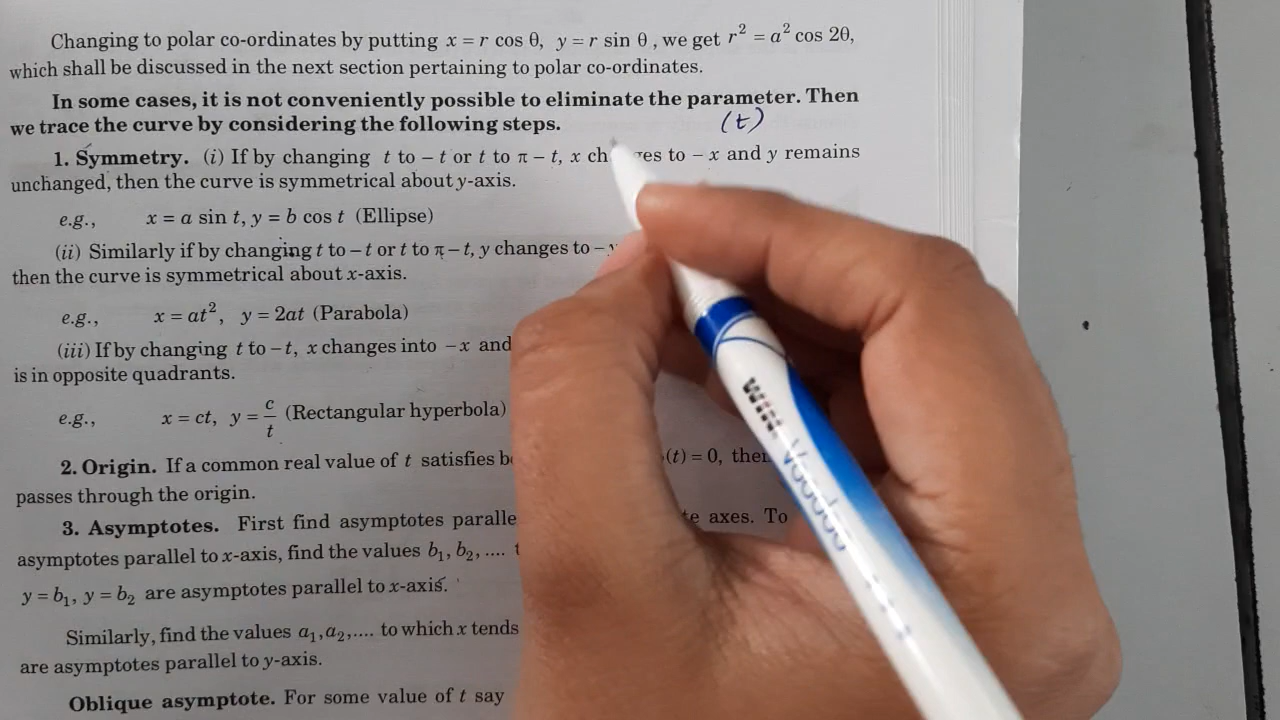 Changing to polar co-ordinates by putting x = r cos θ, y = r sin θ , we get r² = a² cos 2θ,
which shall be discussed in the next section pertaining to polar co-ordinates.
In some cases, it is not conveniently possible to eliminate the parameter. Then
we trace the curve by considering the following steps.
(t)
1. Symmetry. (i) If by changing t to – t or t to π – t, x to – x and y remains
unchanged, then the curve is symmetrical about y-axis.
e.g., x = a sin t, y = b cos t (Ellipse)
(ii) Similarly if by changing t to – t or t to π – t, y changes to –
then the curve is symmetrical about x-axis.
e.g., x = at², y = 2at (Parabola)
(iii) If by changing t to – t, x changes into – x and
is in opposite quadrants.
e.g., x = ct, y = c/t (Rectangular hyperbola)
2. Origin. If a common real value of t satisfies (t) = 0,
passes through the origin.
3. Asymptotes. First find asymptotes axes. To
asymptotes parallel to x-axis, find the values b₁, b₂, ....
y = b₁, y = b₂ are asymptotes parallel to x-axis.
Similarly, find the values a₁, a₂, .... to which x tends
are asymptotes parallel to y-axis.
Oblique asymptote. For some value of t say
WIN Voodoo